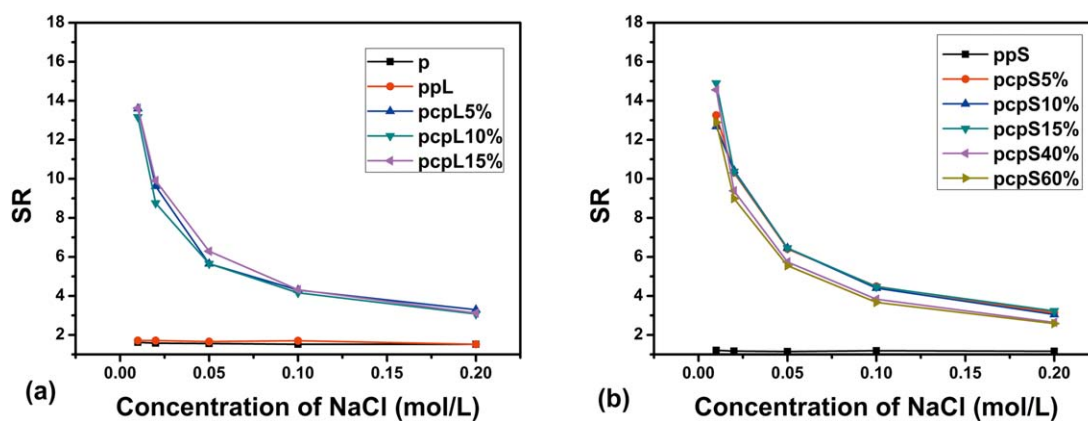 18
16
14
12
10
8
6
4
2
SR
p
ppL
pcpL5%
pcpL10%
pcpL15%
0.00 0.05 0.10 0.15 0.20
(a) Concentration of NaCl (mol/L)
18
16
14
12
10
8
6
4
2
SR
ppS
pcpS5%
pcpS10%
pcpS15%
pcpS40%
pcpS60%
0.00 0.05 0.10 0.15 0.20
(b) Concentration of NaCl (mol/L)